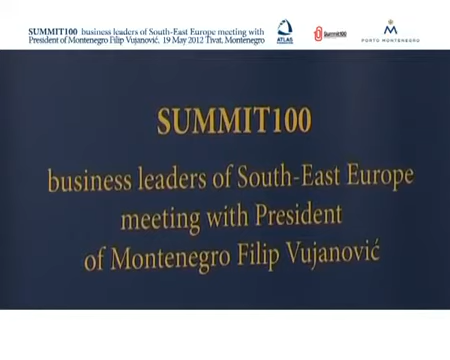 SUMMIT100 business leaders of South-East Europe meeting with
President of Montenegro Filip Vujanović, 19 May 2012 Tivat, Montenegro
ATLAS
Summit100
PORTO MONTENEGRO
SUMMIT100
business leaders of South-East Europe
meeting with President
of Montenegro Filip Vujanović